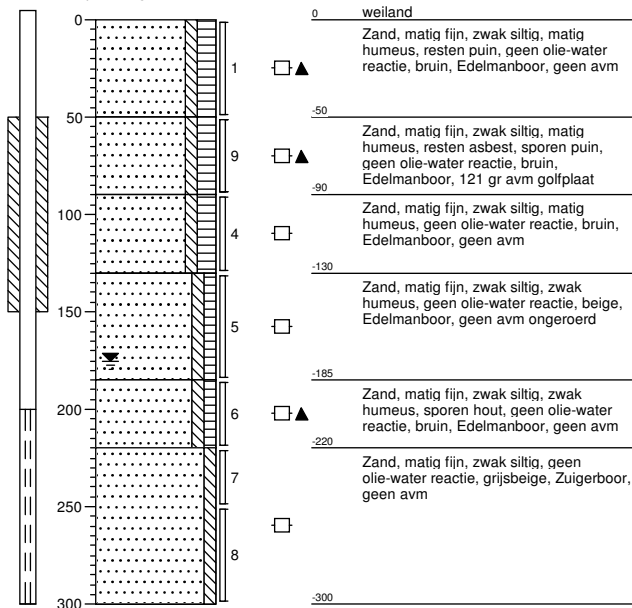 0
50
100
150
200
250
300
1
9
4
5
6
7
8
0 weiland
Zand, matig fijn, zwak siltig, matig
humeus, resten puin, geen olie-water
reactie, bruin, Edelmanboor, geen avm
-50
Zand, matig fijn, zwak siltig, matig
humeus, resten asbest, sporen puin,
geen olie-water reactie, bruin,
Edelmanboor, 121 gr avm golfplaat
-90
Zand, matig fijn, zwak siltig, matig
humeus, geen olie-water reactie, bruin,
Edelmanboor, geen avm
-130
Zand, matig fijn, zwak siltig, zwak
humeus, geen olie-water reactie, beige,
Edelmanboor, geen avm ongeroerd
-185
Zand, matig fijn, zwak siltig, zwak
humeus, sporen hout, geen olie-water
reactie, bruin, Edelmanboor, geen avm
-220
Zand, matig fijn, zwak siltig, geen
olie-water reactie, grijsbeige, Zuigerboor,
geen avm
-300